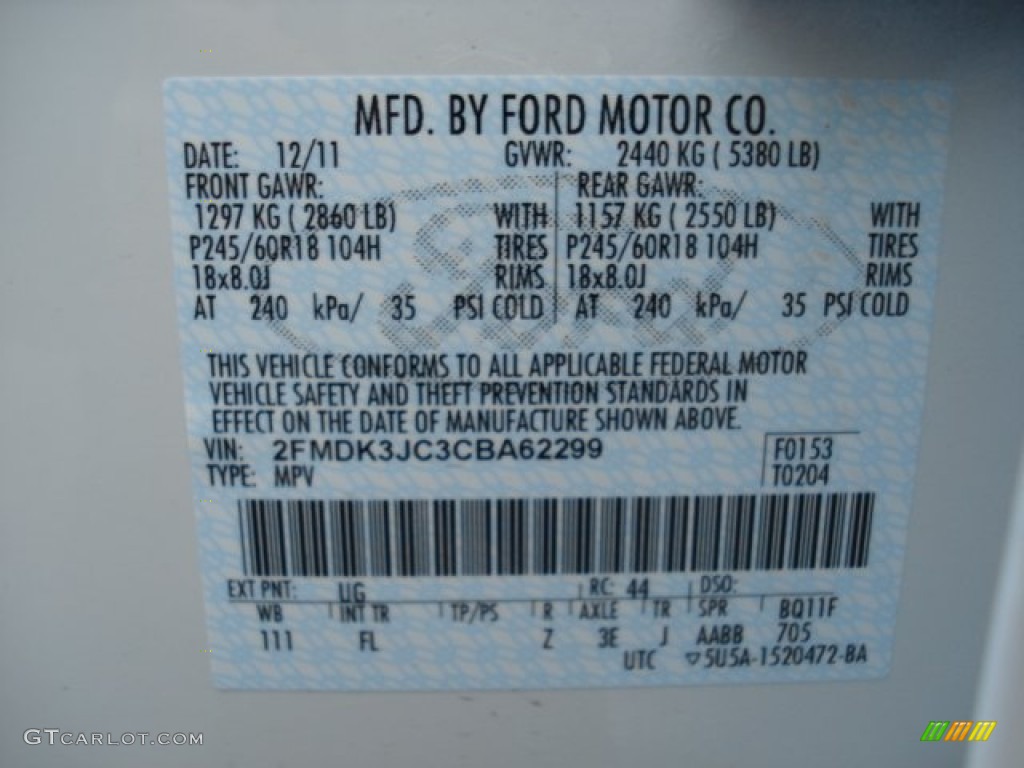 MFD. BY FORD MOTOR CO.
DATE: 12/11 GVWR: 2440 KG ( 5380 LB)
FRONT GAWR: REAR GAWR:
1297 KG ( 2860 LB) WITH 1157 KG ( 2550 LB) WITH
P245/60R18 104H TIRES P245/60R18 104H TIRES
18x8.0J RIMS 18x8.0J RIMS
AT 240 kPa/ 35 PSI COLD AT 240 kPa/ 35 PSI COLD
THIS VEHICLE CONFORMS TO ALL APPLICABLE FEDERAL MOTOR
VEHICLE SAFETY AND THEFT PREVENTION STANDARDS IN
EFFECT ON THE DATE OF MANUFACTURE SHOWN ABOVE.
VIN: 2FMDK3JC3CBA62299 F0153
TYPE: MPV T0204
EXT PNT: UG RC: 44 DSO:
WB INT TR TP/PS R AXLE TR SPR BQ11F
111 FL Z 3E J AABB 705
UTC ▽5U5A-1520472-BA
GTCARLOT.COM